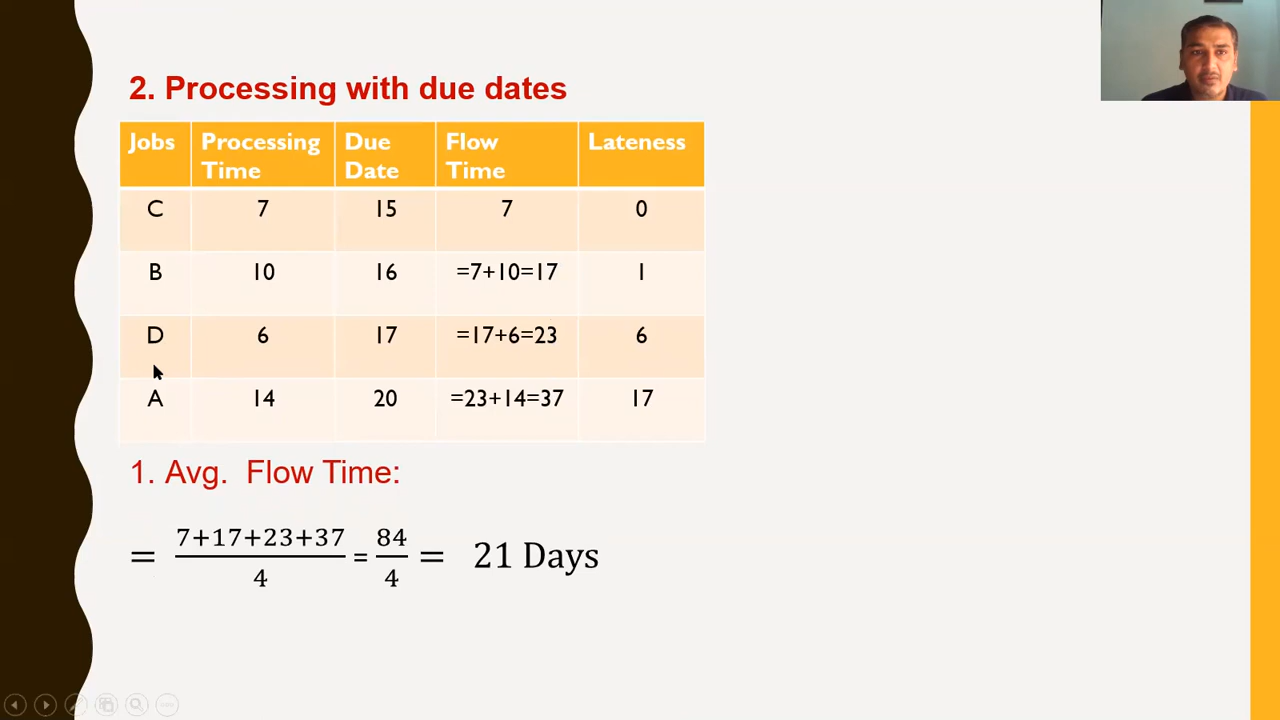 2. Processing with due dates
Jobs Processing Time Due Date Flow Time Lateness
C 7 15 7 0
B 10 16 =7+10=17 1
D 6 17 =17+6=23 6
A 14 20 =23+14=37 17
1. Avg. Flow Time:
= 7+17+23+37/4 = 84/4 = 21 Days